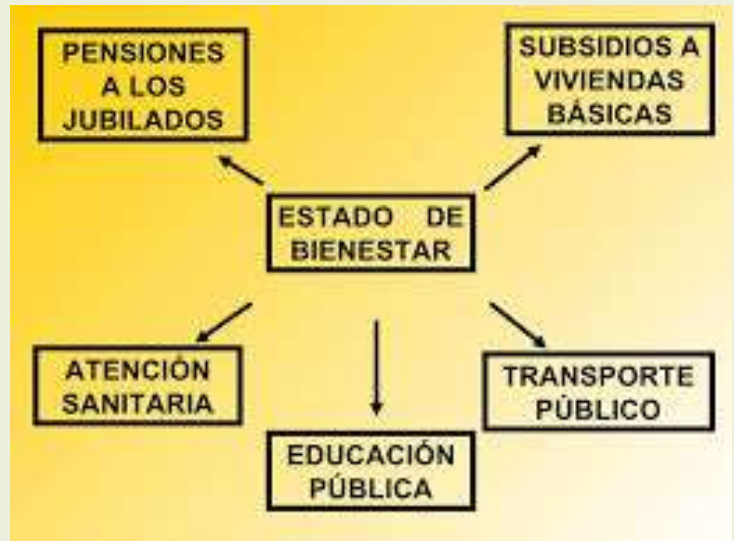 PENSIONES
A LOS
JUBILADOS
SUBSIDIOS A
VIVIENDAS
BÁSICAS
ESTADO DE
BIENESTAR
ATENCIÓN
SANITARIA
EDUCACIÓN
PÚBLICA
TRANSPORTE
PÚBLICO